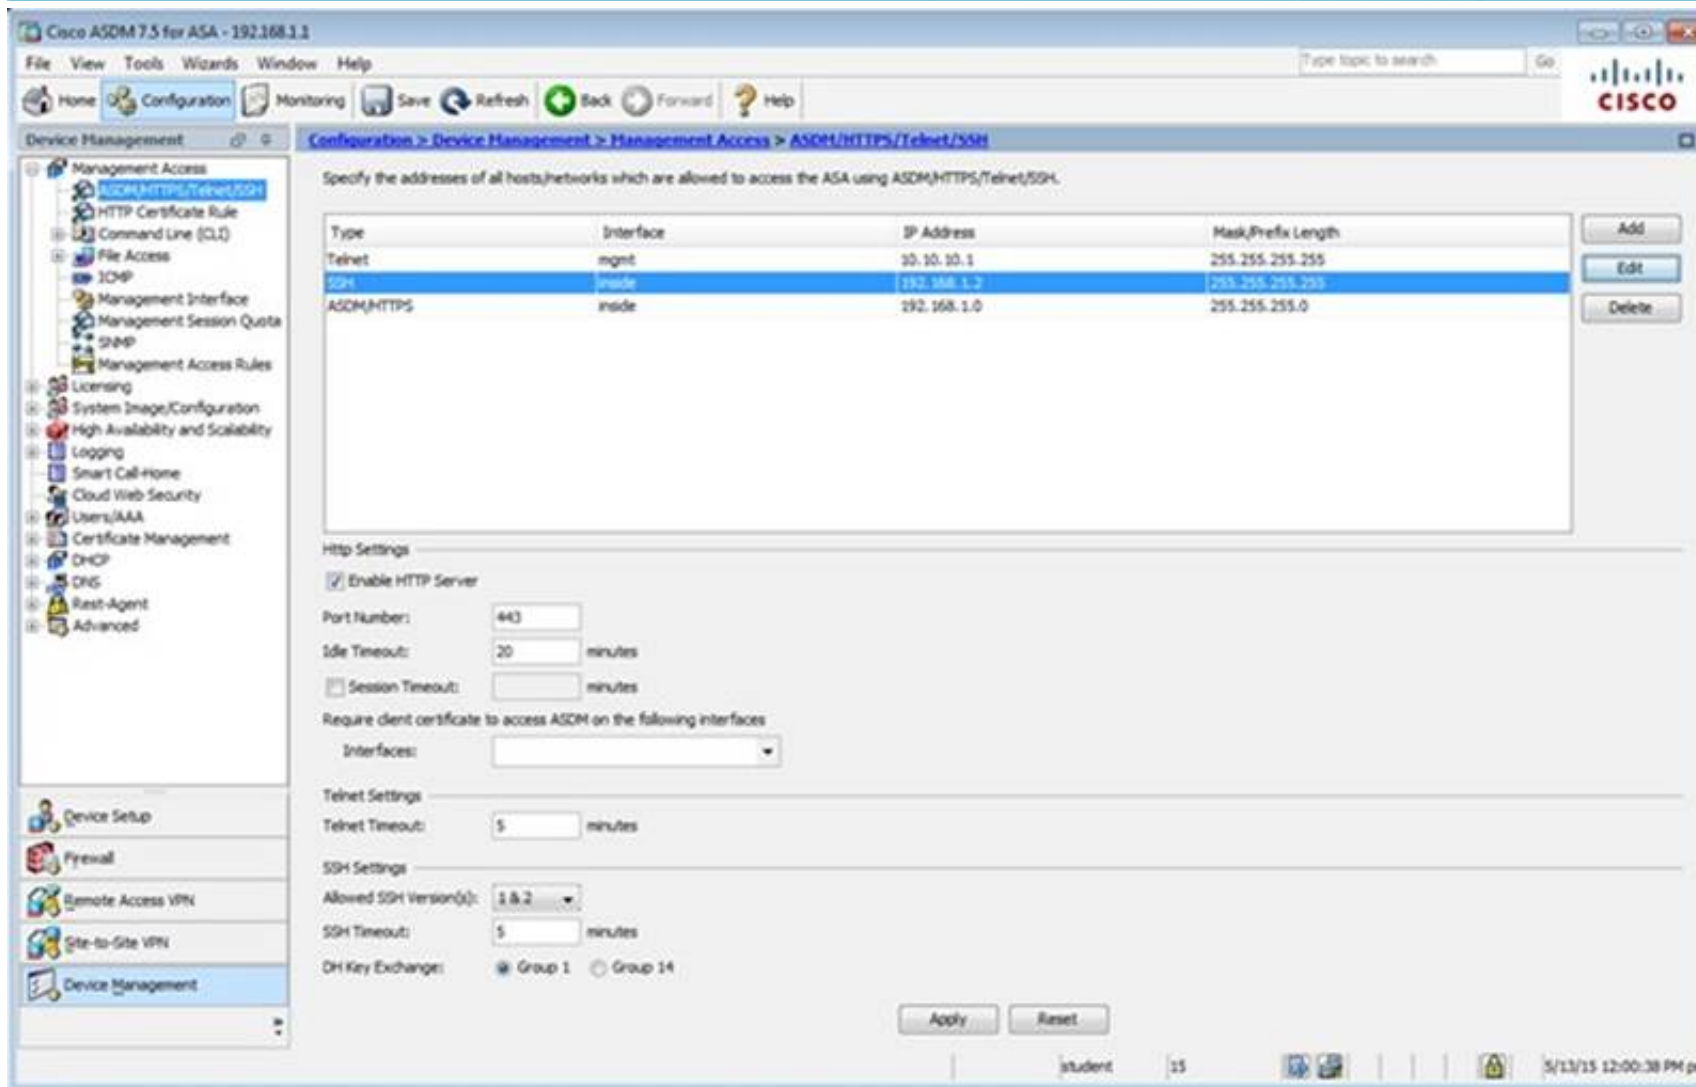 Cisco ASDM 7.5 for ASA - 192.168.1.1
File View Tools Wizards Window Help
Type topic to search Go
Home Configuration Monitoring Save Refresh Back Forward Help
CISCO
Device Management
Configuration > Device Management > Management Access > ASDM/HTTPS/Telnet/SSH
Management Access
ASDM/HTTPS/Telnet/SSH
HTTP Certificate Rule
Command Line (CLI)
File Access
ICMP
Management Interface
Management Session Quota
SNMP
Management Access Rules
Licensing
System Image/Configuration
High Availability and Scalability
Logging
Smart Call-Home
Cloud Web Security
Users/AAA
Certificate Management
DHCP
DNS
Rest-Agent
Advanced
Device Setup
Firewall
Remote Access VPN
Site-to-Site VPN
Device Management
Specify the addresses of all hosts/networks which are allowed to access the ASA using ASDM/HTTPS/Telnet/SSH.
Type Interface IP Address Mask/Prefix Length
Telnet mgmt 10.10.10.1 255.255.255.255
SSH inside 192.168.1.2 255.255.255.255
ASDM/HTTPS inside 192.168.1.0 255.255.255.0
Add
Edit
Delete
Http Settings
Enable HTTP Server
Port Number: 443
Idle Timeout: 20 minutes
Session Timeout: minutes
Require client certificate to access ASDM on the following interfaces
Interfaces:
Telnet Settings
Telnet Timeout: 5 minutes
SSH Settings
Allowed SSH Version(s): 1 & 2
SSH Timeout: 5 minutes
DH Key Exchange: Group 1 Group 14
Apply Reset
student 15 5/13/15 12:00:38 PM p